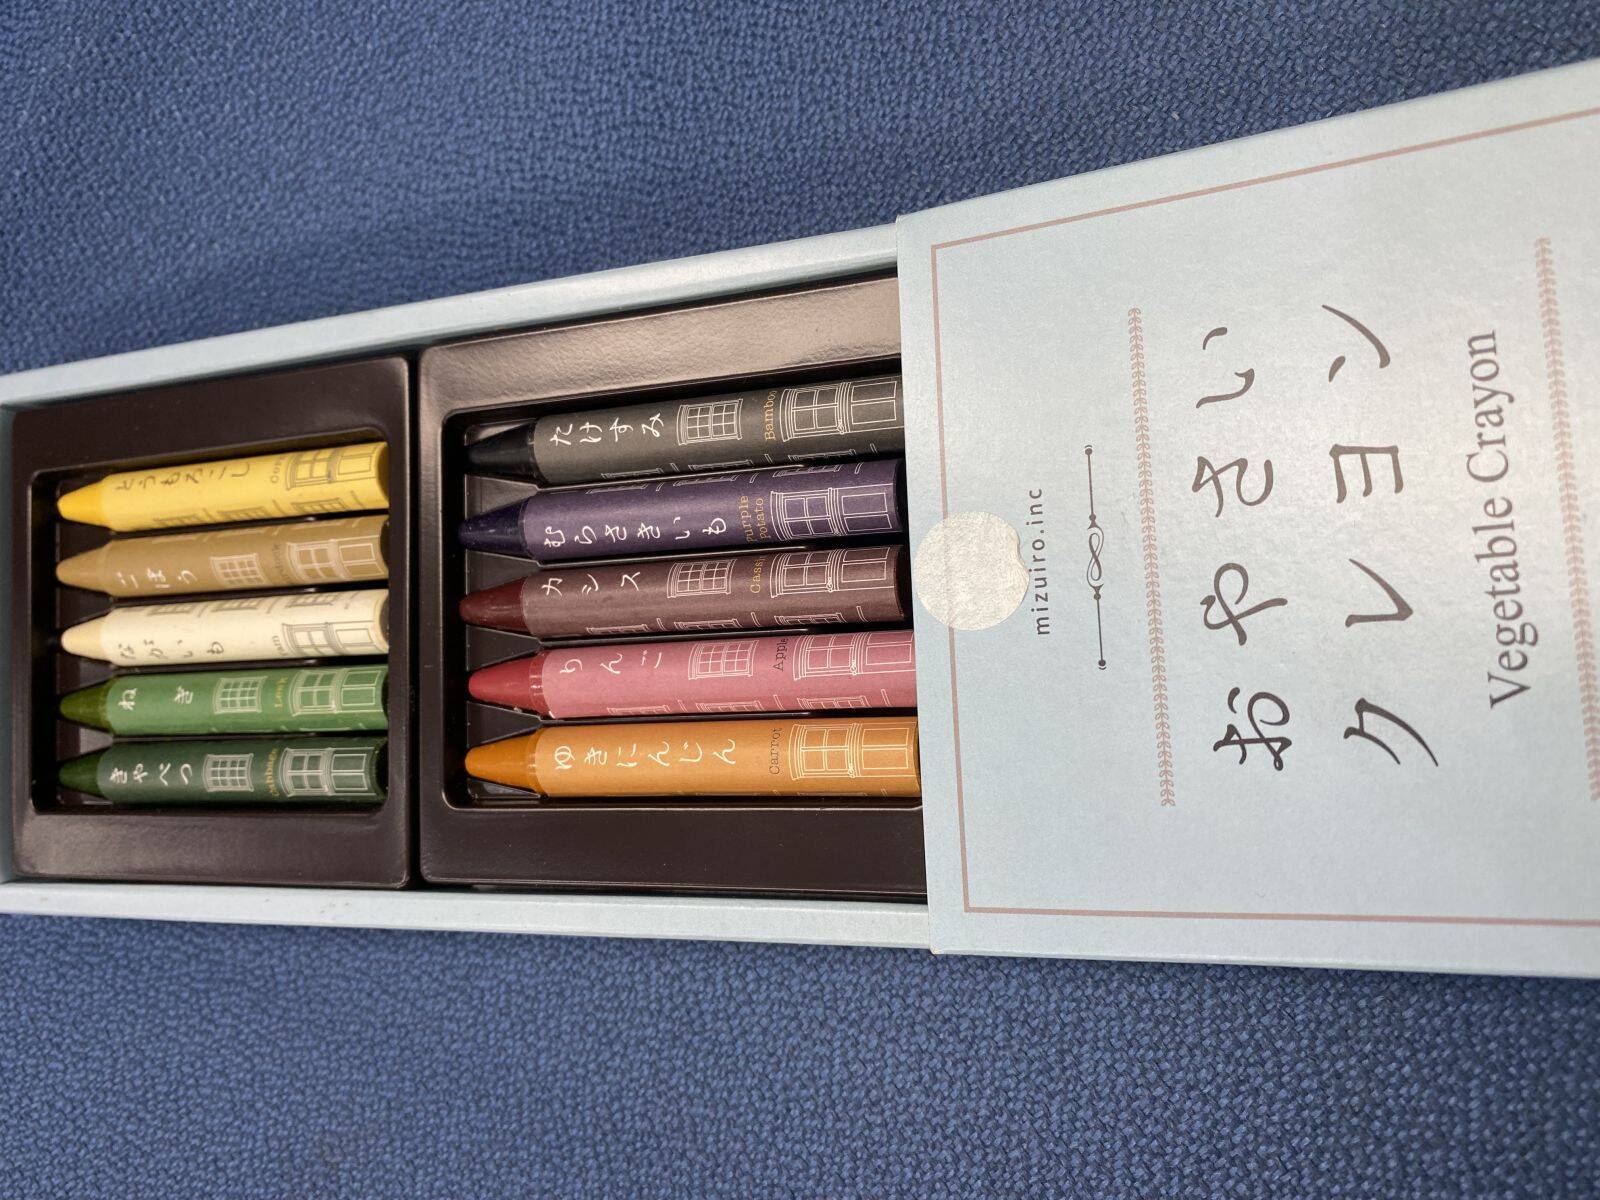 mizuiro.inc
おやさい
クレヨン
Vegetable Crayon
たけすみ
むらさきいも
Purple
Potato
カシス
りんご
Apple
ゆきにんじん
Carrot
とうもろこし
ごぼう
ながいも
ねぎ
Leek
きゃべつ